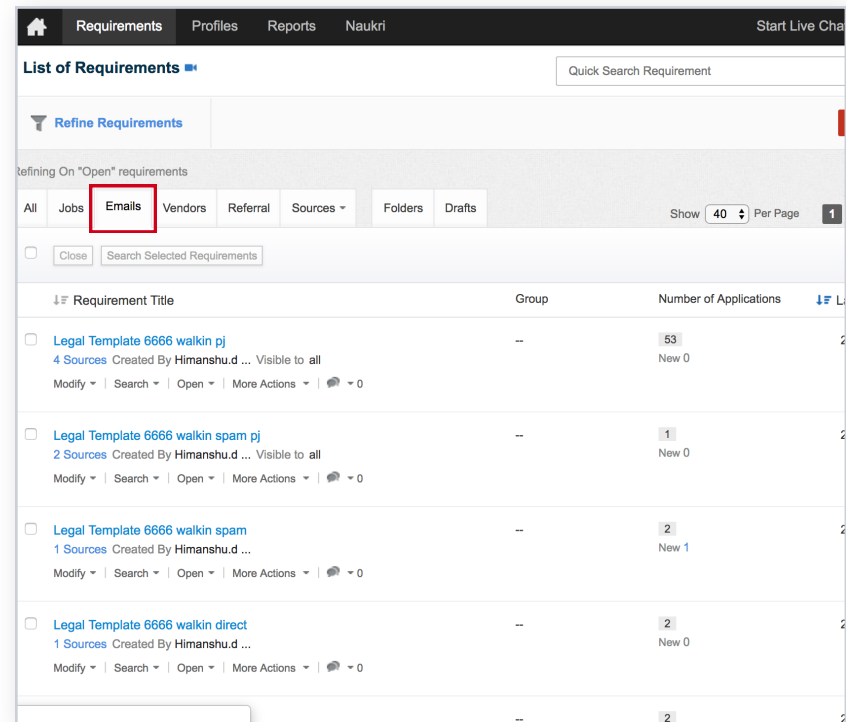 Requirements Profiles Reports Naukri Start Live Cha
List of Requirements Quick Search Requirement
Refine Requirements
Refining On "Open" requirements
All Jobs Emails Vendors Referral Sources Folders Drafts Show 40 Per Page 1
Close Search Selected Requirements
Requirement Title Group Number of Applications L
Legal Template 6666 walkin pj -- 53
4 Sources Created By Himanshu.d ... Visible to all New 0
Modify | Search | Open | More Actions | 0
Legal Template 6666 walkin spam pj -- 1
2 Sources Created By Himanshu.d ... Visible to all New 0
Modify | Search | Open | More Actions | 0
Legal Template 6666 walkin spam -- 2
1 Sources Created By Himanshu.d ... New 1
Modify | Search | Open | More Actions | 0
Legal Template 6666 walkin direct -- 2
1 Sources Created By Himanshu.d ... New 0
Modify | Search | Open | More Actions | 0
-- 2